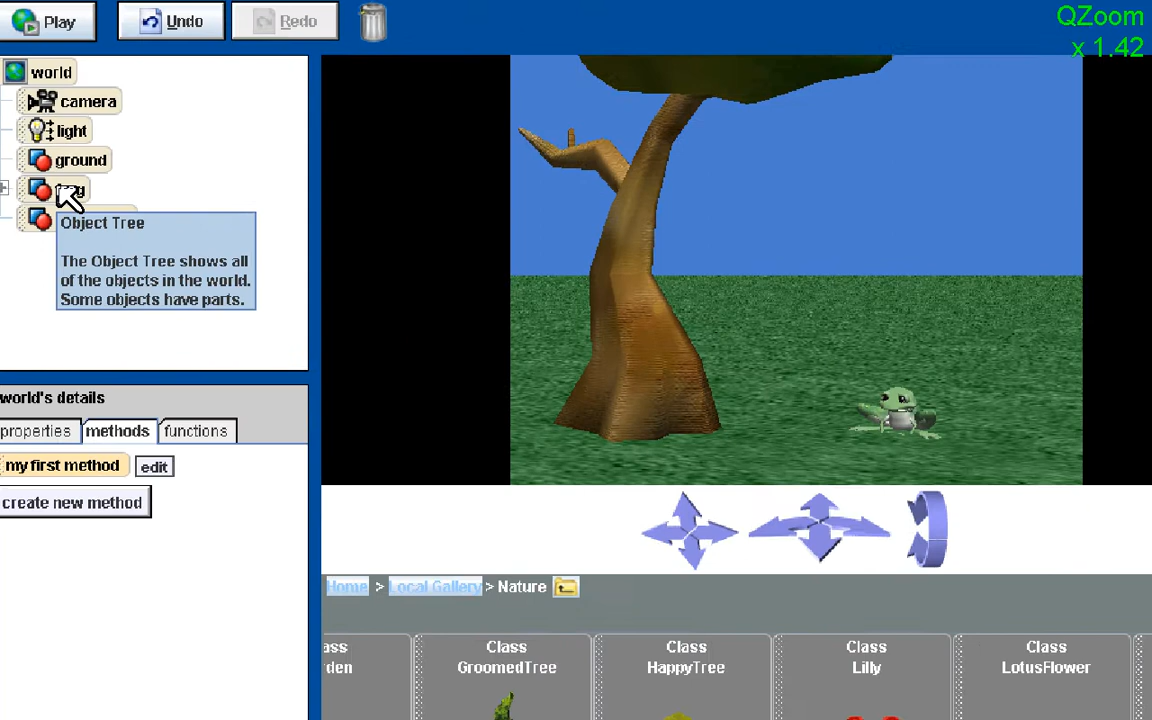 Play
Undo
Redo
QZoom
x 1.42
world
camera
light
ground
Object Tree
The Object Tree shows all
of the objects in the world.
Some objects have parts.
world's details
properties
methods
functions
my first method
edit
create new method
Home > Local Gallery > Nature
Class
GroomedTree
Class
HappyTree
Class
Lilly
Class
LotusFlower